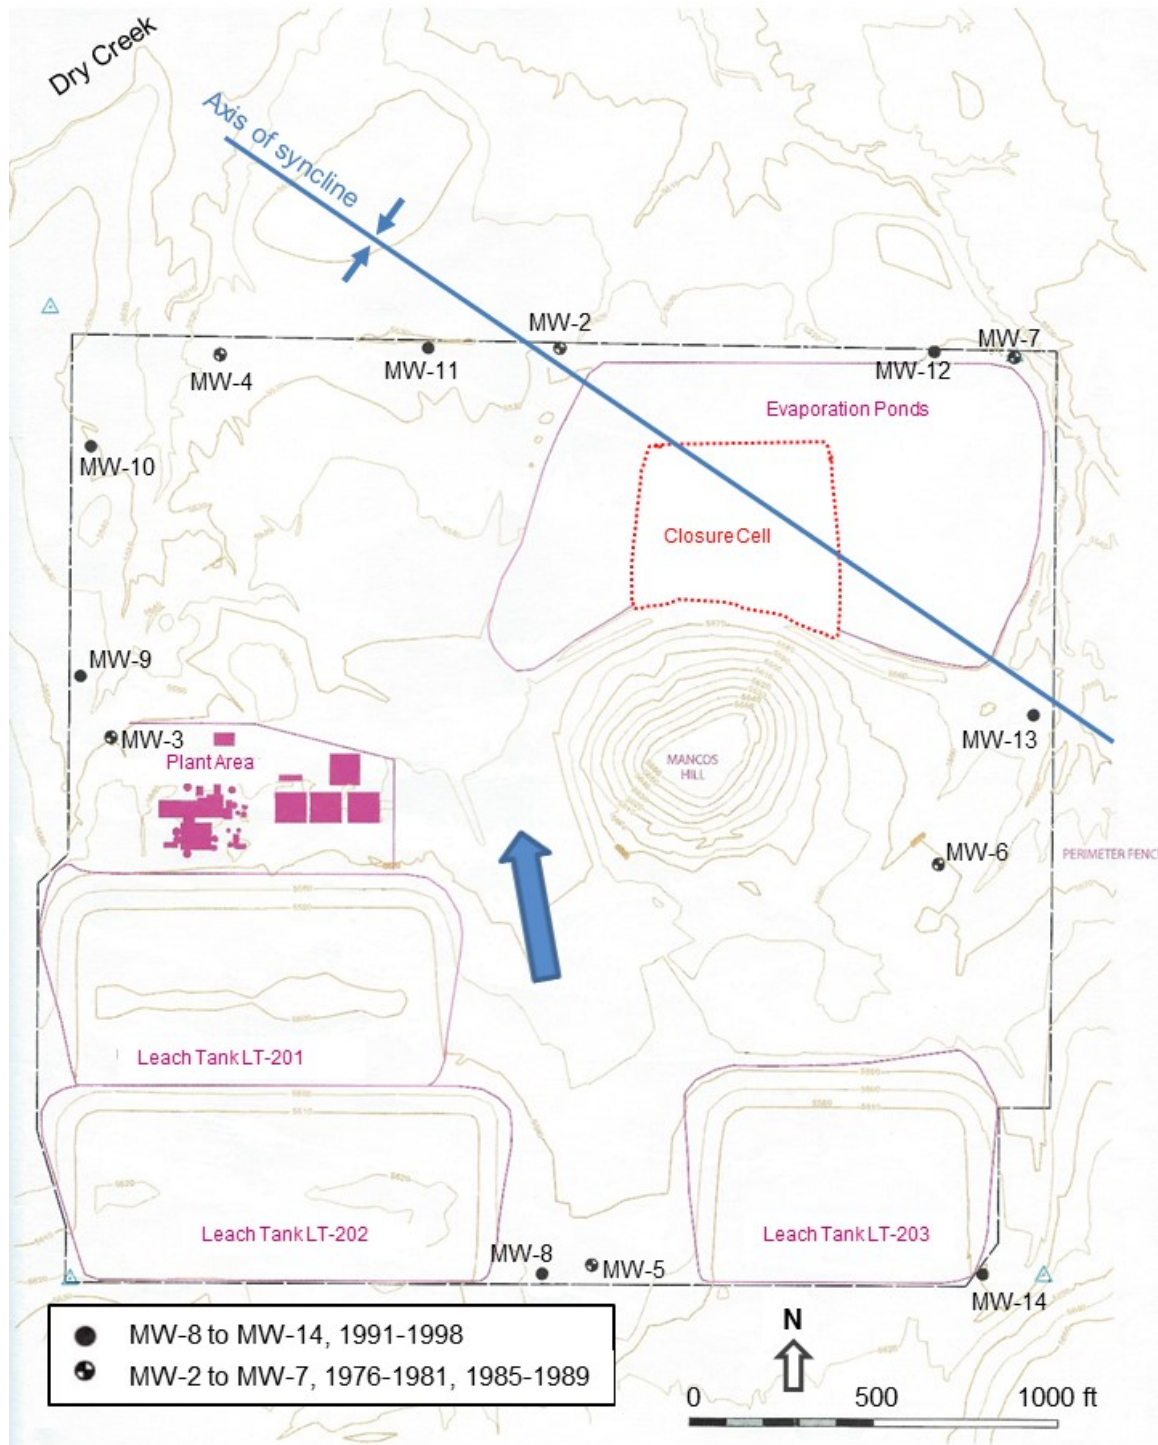 Dry Creek
Axis of syncline
MW-2
MW-7
MW-4
MW-11
MW-12
Evaporation Ponds
MW-10
Closure Cell
MW-9
MW-3
MW-13
Plant Area
MANCOS
HILL
MW-6
PERIMETER FENC
Leach Tank LT-201
Leach Tank LT-202
Leach Tank LT-203
MW-8
MW-5
MW-14
MW-8 to MW-14, 1991-1998
MW-2 to MW-7, 1976-1981, 1985-1989
N
0 500 1000 ft